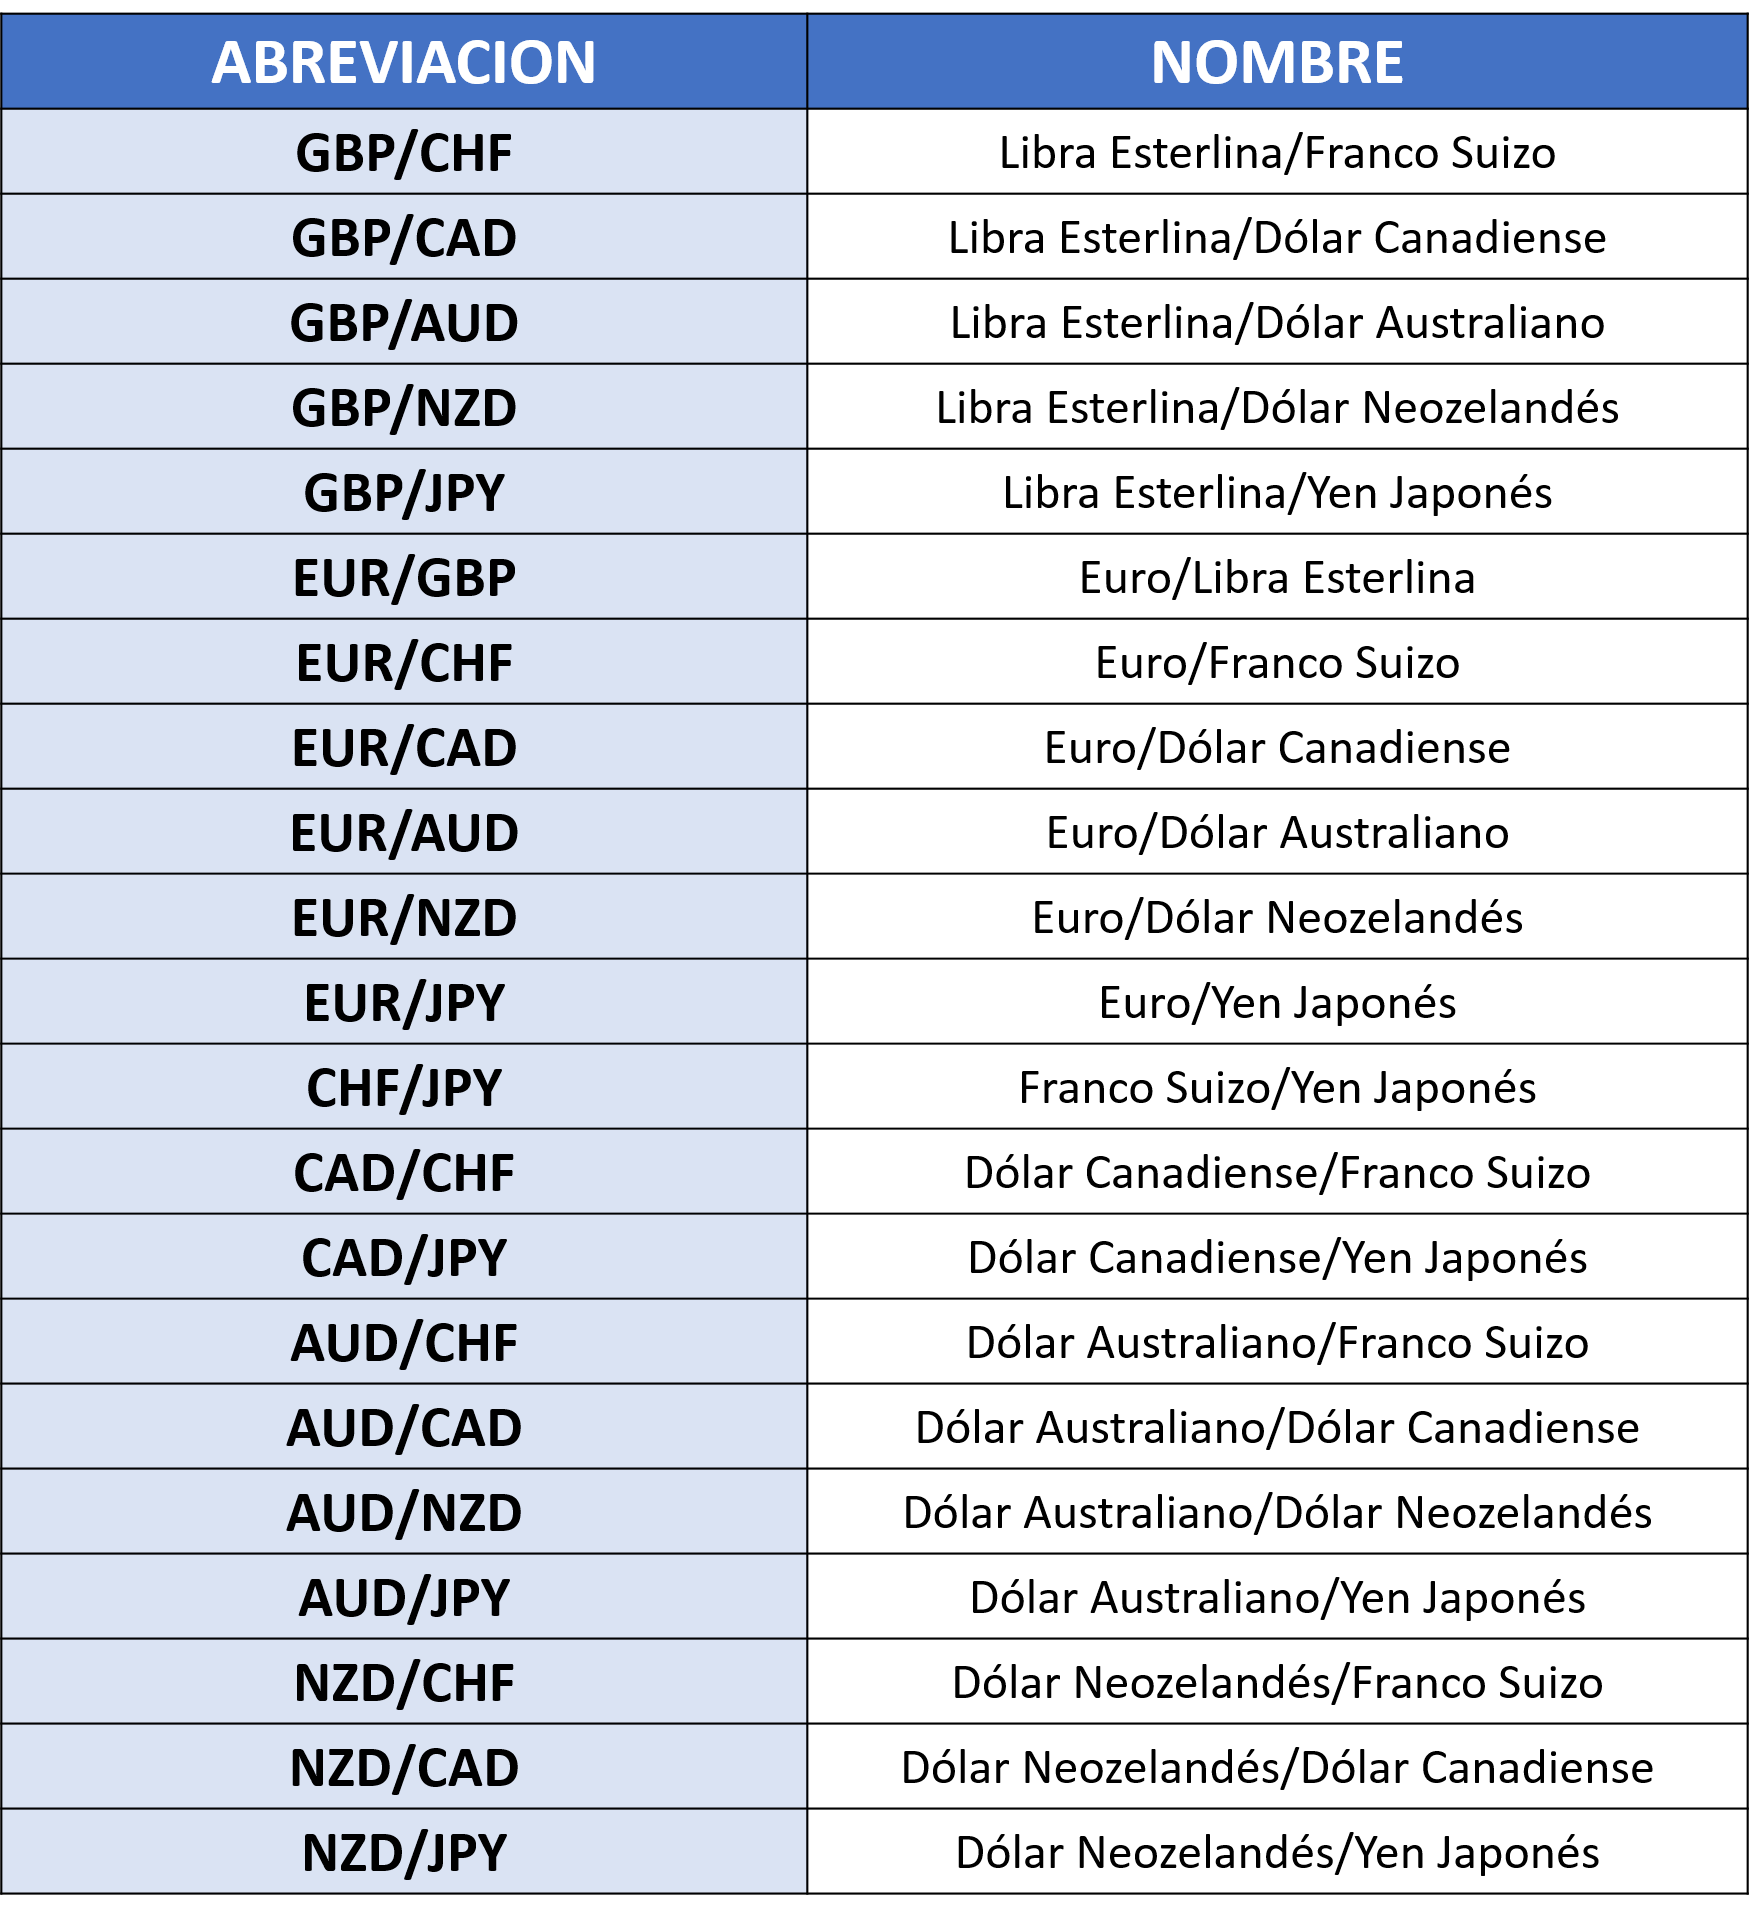 ABREVIACION NOMBRE
GBP/CHF Libra Esterlina/Franco Suizo
GBP/CAD Libra Esterlina/Dólar Canadiense
GBP/AUD Libra Esterlina/Dólar Australiano
GBP/NZD Libra Esterlina/Dólar Neozelandés
GBP/JPY Libra Esterlina/Yen Japonés
EUR/GBP Euro/Libra Esterlina
EUR/CHF Euro/Franco Suizo
EUR/CAD Euro/Dólar Canadiense
EUR/AUD Euro/Dólar Australiano
EUR/NZD Euro/Dólar Neozelandés
EUR/JPY Euro/Yen Japonés
CHF/JPY Franco Suizo/Yen Japonés
CAD/CHF Dólar Canadiense/Franco Suizo
CAD/JPY Dólar Canadiense/Yen Japonés
AUD/CHF Dólar Australiano/Franco Suizo
AUD/CAD Dólar Australiano/Dólar Canadiense
AUD/NZD Dólar Australiano/Dólar Neozelandés
AUD/JPY Dólar Australiano/Yen Japonés
NZD/CHF Dólar Neozelandés/Franco Suizo
NZD/CAD Dólar Neozelandés/Dólar Canadiense
NZD/JPY Dólar Neozelandés/Yen Japonés